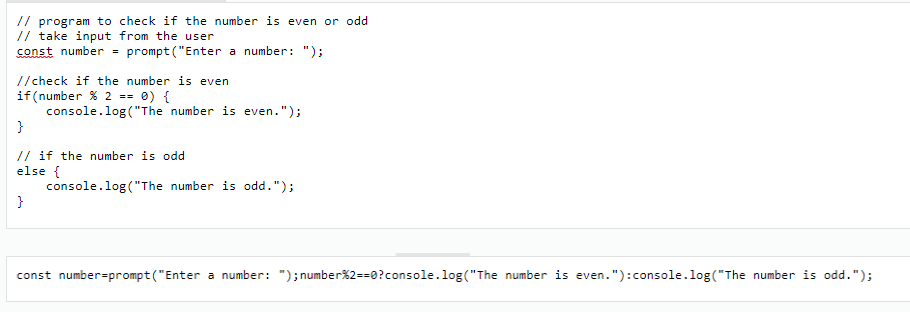 // program to check if the number is even or odd
// take input from the user
const number = prompt("Enter a number: ");

//check if the number is even
if(number % 2 == 0) {
    console.log("The number is even.");
}

// if the number is odd
else {
    console.log("The number is odd.");
}

const number=prompt("Enter a number: ");number%2==0?console.log("The number is even."):console.log("The number is odd.");